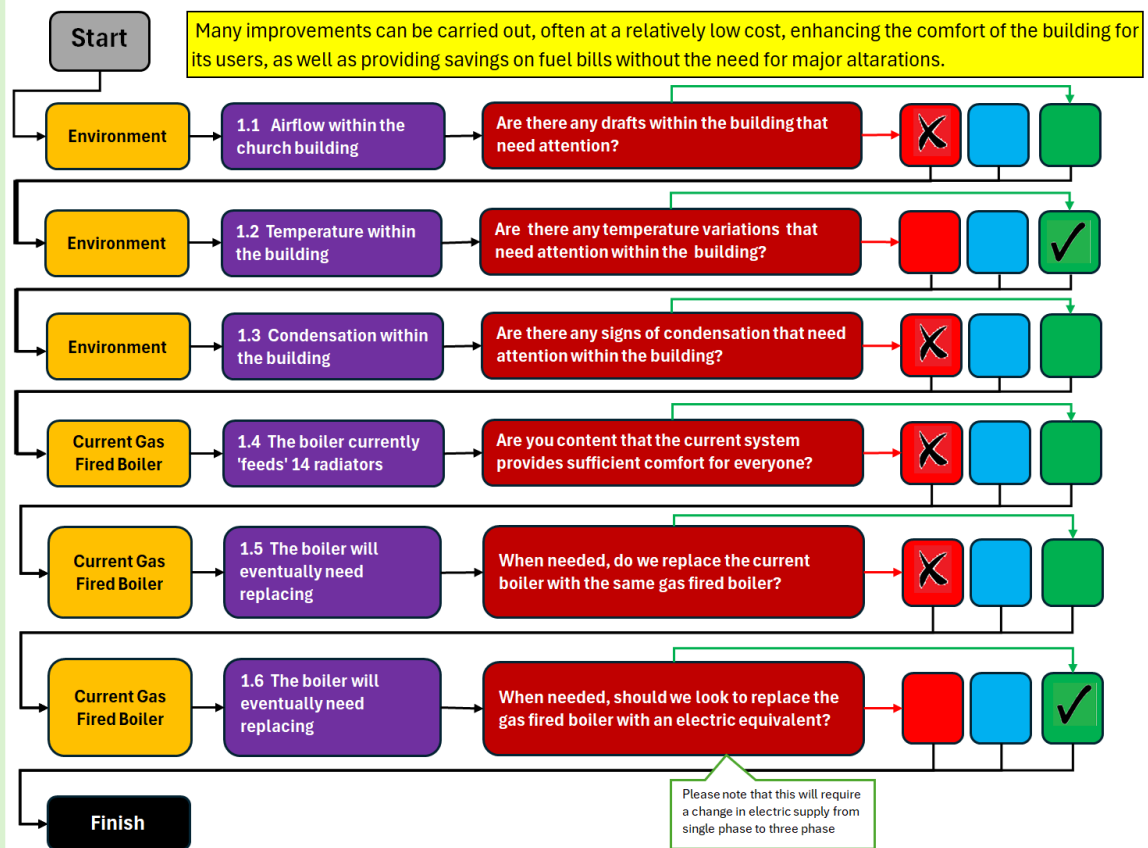 Start
Many improvements can be carried out, often at a relatively low cost, enhancing the comfort of the building for
its users, as well as providing savings on fuel bills without the need for major altarations.
Environment
1.1 Airflow within the
church building
Are there any drafts within the building that
need attention?
Environment
1.2 Temperature within
the building
Are there any temperature variations that
need attention within the building?
Environment
1.3 Condensation within
the building
Are there any signs of condensation that need
attention within the building?
Current Gas
Fired Boiler
1.4 The boiler currently
'feeds' 14 radiators
Are you content that the current system
provides sufficient comfort for everyone?
Current Gas
Fired Boiler
1.5 The boiler will
eventually need
replacing
When needed, do we replace the current
boiler with the same gas fired boiler?
Current Gas
Fired Boiler
1.6 The boiler will
eventually need
replacing
When needed, should we look to replace the
gas fired boiler with an electric equivalent?
Please note that this will require
a change in electric supply from
single phase to three phase
Finish